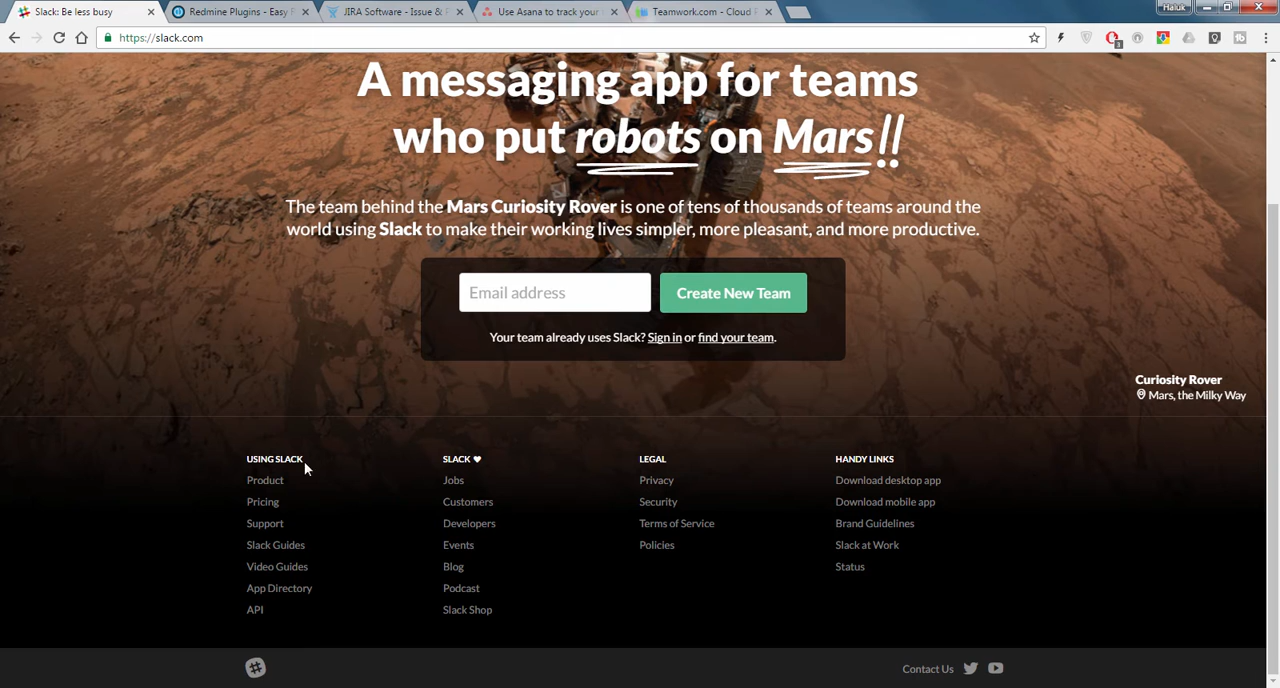 Slack: Be less busy
Redmine Plugins - Easy R
JIRA Software - Issue & P
Use Asana to track your
Teamwork.com - Cloud P
Haluk
https://slack.com
3
A messaging app for teams
who put robots on Mars!!
The team behind the Mars Curiosity Rover is one of tens of thousands of teams around the
world using Slack to make their working lives simpler, more pleasant, and more productive.
Email address
Create New Team
Your team already uses Slack? Sign in or find your team.
Curiosity Rover
Mars, the Milky Way
USING SLACK
Product
Pricing
Support
Slack Guides
Video Guides
App Directory
API
SLACK ♥
Jobs
Customers
Developers
Events
Blog
Podcast
Slack Shop
LEGAL
Privacy
Security
Terms of Service
Policies
HANDY LINKS
Download desktop app
Download mobile app
Brand Guidelines
Slack at Work
Status
Contact Us